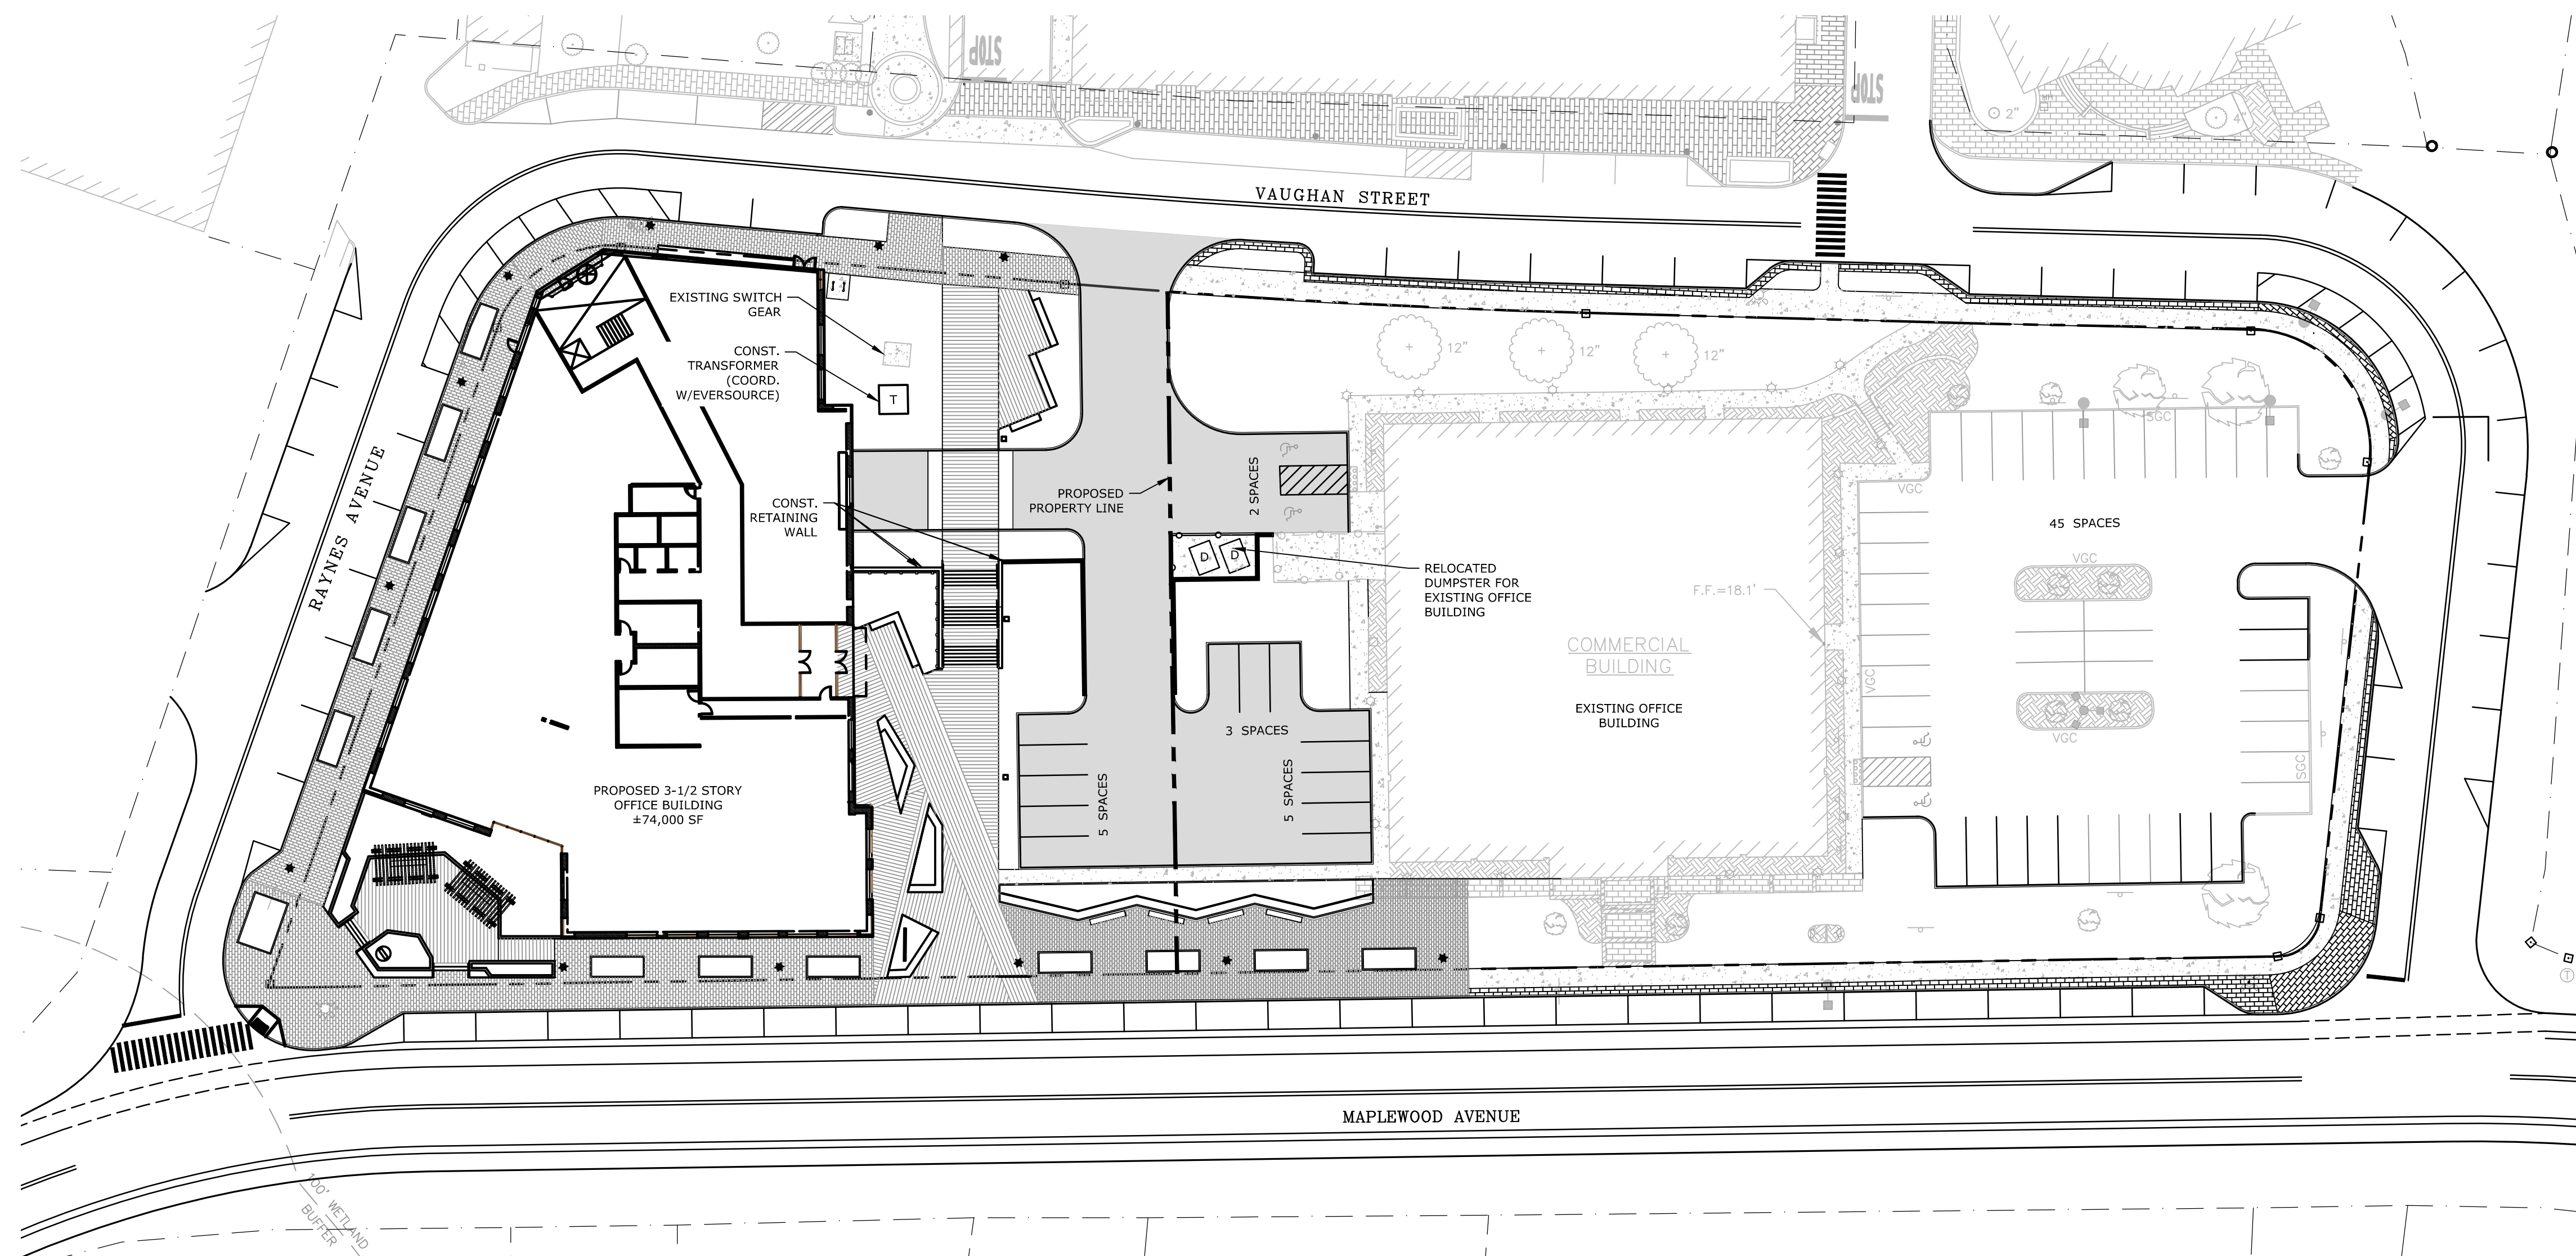 STOP
STOP
2"
4"
VAUGHAN STREET
EXISTING SWITCH
GEAR
CONST.
TRANSFORMER
(COORD.
W/EVERSOURCE)
T
12"
12"
12"
SGC
RAYNES AVENUE
CONST.
RETAINING
WALL
PROPOSED
PROPERTY LINE
2 SPACES
D
D
RELOCATED
DUMPSTER FOR
EXISTING OFFICE
BUILDING
VGC
45 SPACES
VGC
F.F.=18.1'
COMMERCIAL
BUILDING
EXISTING OFFICE
BUILDING
VGC
VGC
SGC
3 SPACES
5 SPACES
5 SPACES
PROPOSED 3-1/2 STORY
OFFICE BUILDING
±74,000 SF
T
MAPLEWOOD AVENUE
100' WETLAND
BUFFER